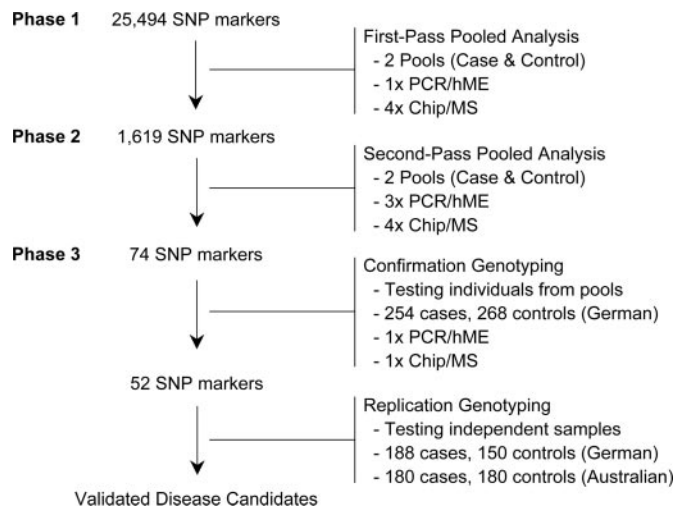 Phase 1 25,494 SNP markers
First-Pass Pooled Analysis
- 2 Pools (Case & Control)
- 1x PCR/hME
- 4x Chip/MS
Phase 2 1,619 SNP markers
Second-Pass Pooled Analysis
- 2 Pools (Case & Control)
- 3x PCR/hME
- 4x Chip/MS
Phase 3 74 SNP markers
Confirmation Genotyping
- Testing individuals from pools
- 254 cases, 268 controls (German)
- 1x PCR/hME
- 1x Chip/MS
52 SNP markers
Replication Genotyping
- Testing independent samples
- 188 cases, 150 controls (German)
- 180 cases, 180 controls (Australian)
Validated Disease Candidates